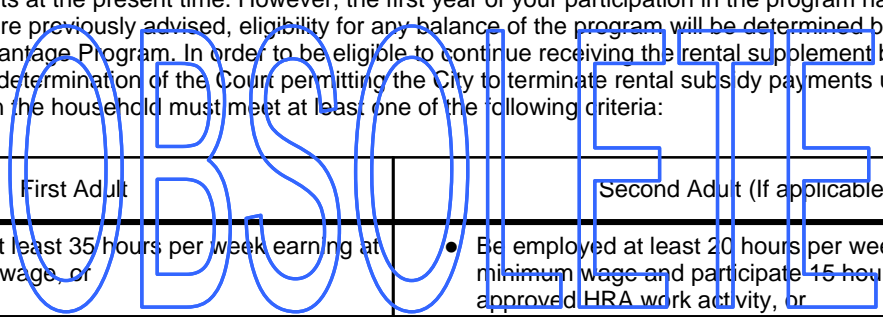 ts at the present time. However, the first year of your participation in the program ha
re previously advised, eligibility for any balance of the program will be determined b
antage Program. In order to be eligible to continue receiving the rental supplement b
determination of the Court permitting the City to terminate rental subsidy payments u
n the household must meet at least one of the following criteria:
OBSOLETE
First Adult
Second Adult (If applicable
t least 35 hours per week earning at
wage, or
● Be employed at least 20 hours per wee
minimum wage and participate 15 hou
approved HRA work activity, or